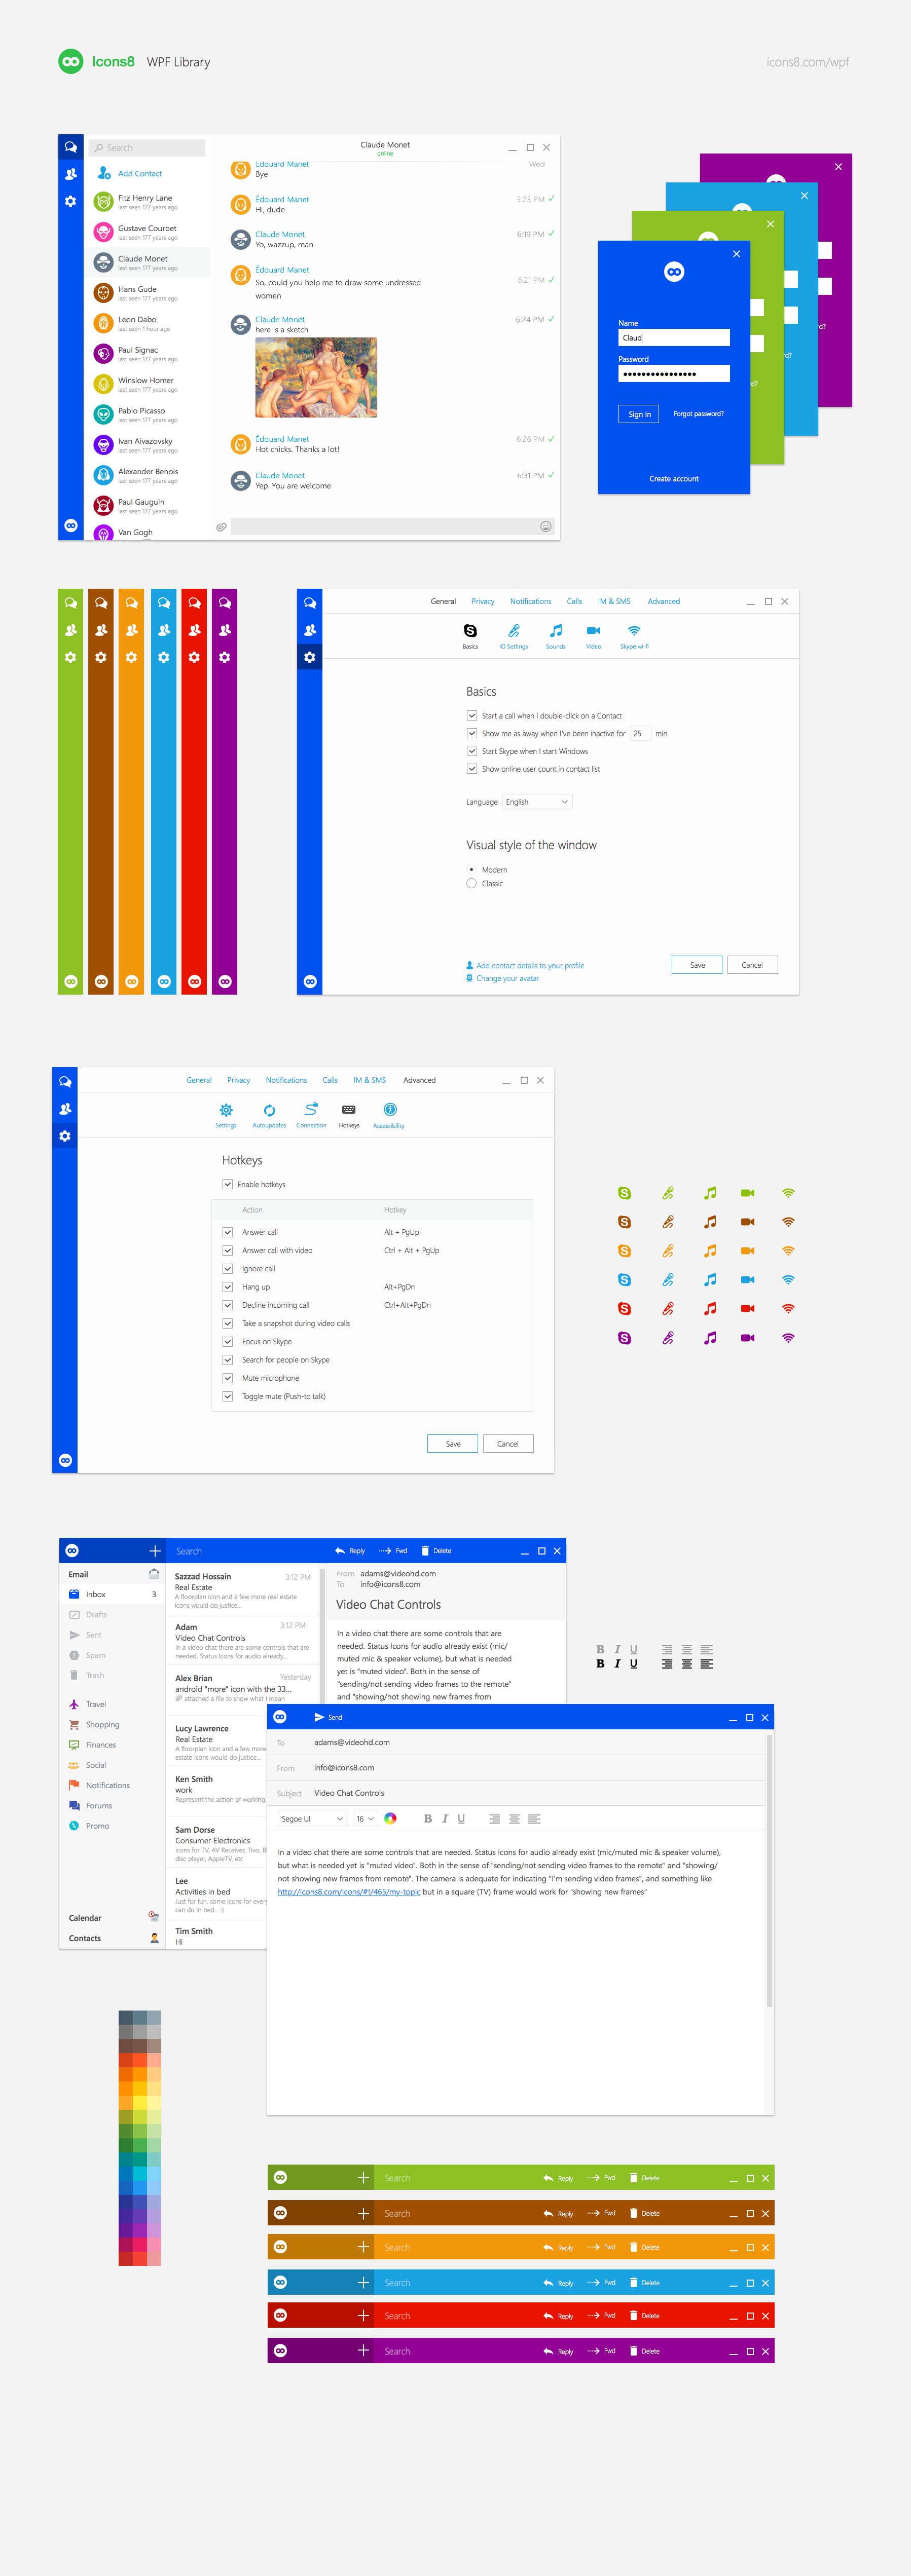 Icons8 WPF Library
icons8.com/wpf
Search
Add Contact
Fitz Henry Lane
last seen 177 years ago
Gustave Courbet
last seen 177 years ago
Claude Monet
last seen 177 years ago
Hans Gude
last seen 177 years ago
Leon Dabo
last seen 1 hour ago
Paul Signac
last seen 177 years ago
Winslow Homer
last seen 177 years ago
Pablo Picasso
last seen 177 years ago
Ivan Aivazovsky
last seen 177 years ago
Alexander Benois
last seen 177 years ago
Paul Gauguin
last seen 177 years ago
Van Gogh
Claude Monet
online
Édouard Manet Wed
Bye
Édouard Manet 5:23 PM
Hi, dude
Claude Monet 6:19 PM
Yo, wazzup, man
Édouard Manet
So, could you help me to draw some undressed 6:21 PM
women
Claude Monet 6:24 PM
here is a sketch
Édouard Manet 6:26 PM
Hot chicks. Thanks a lot!
Claude Monet 6:31 PM
Yep. You are welcome
Name
Claud
Password
Sign In Forgot password?
Create account
d?
d?
d?
General Privacy Notifications Calls IM & SMS Advanced
Basics IO Settings Sounds Video Skype wi-fi
Basics
Start a call when I double-click on a Contact
Show me as away when I've been inactive for 25 min
Start Skype when I start Windows
Show online user count in contact list
Language English
Visual style of the window
Modern
Classic
Add contact details to your profile
Change your avatar
Save Cancel
General Privacy Notifications Calls IM & SMS Advanced
Settings Autoupdates Connection Hotkeys Accessibility
Hotkeys
Enable hotkeys
Action Hotkey
Answer call Alt + PgUp
Answer call with video Ctrl + Alt + PgUp
Ignore call
Hang up Alt+PgDn
Decline incoming call Ctrl+Alt+PgDn
Take a snapshot during video calls
Focus on Skype
Search for people on Skype
Mute microphone
Toggle mute (Push-to talk)
Save Cancel
Search Reply Fwd Delete
Email
Inbox 3
Drafts
Sent
Spam
Trash
Travel
Shopping
Finances
Social
Notifications
Forums
Promo
Calendar
Contacts
Sazzad Hossain 3:12 PM
Real Estate
A floorplan icon and a few more real estate
icons would do justice...
Adam 3:12 PM
Video Chat Controls
In a video chat there are some controls that are
needed. Status Icons for audio already...
Alex Brian Yesterday
android "more" icon with the 33...
attached a file to show what I mean
Lucy Lawrence
Real Estate
A floorplan icon and a few more
estate icons would do justice...
Ken Smith
work
Represent the action of working.
Sam Dorse
Consumer Electronics
icons for TV, AV Receiver, Tivo, Bl
disc player, AppleTV, etc
Lee
Activities in bed
Just for fun, some icons for every
can do in bed... :)
Tim Smith
Hi
From adams@videohd.com
To info@icons8.com
Video Chat Controls
In a video chat there are some controls that are
needed. Status Icons for audio already exist (mic/
muted mic & speaker volume), but what is needed
yet is "muted video". Both in the sense of
"sending/not sending video frames to the remote"
and "showing/not showing new frames from
B I U
B I U
Send
To adams@videohd.com
From info@icons8.com
Subject Video Chat Controls
Segoe UI 16 B I U
In a video chat there are some controls that are needed. Status Icons for audio already exist (mic/muted mic & speaker volume),
but what is needed yet is "muted video". Both in the sense of "sending/not sending video frames to the remote" and "showing/
not showing new frames from remote". The camera is adequate for indicating "I'm sending video frames", and something like
http://icons8.com/icons/#!/465/my-topic but in a square (TV) frame would work for "showing new frames"
Search Reply Fwd Delete
Search Reply Fwd Delete
Search Reply Fwd Delete
Search Reply Fwd Delete
Search Reply Fwd Delete
Search Reply Fwd Delete